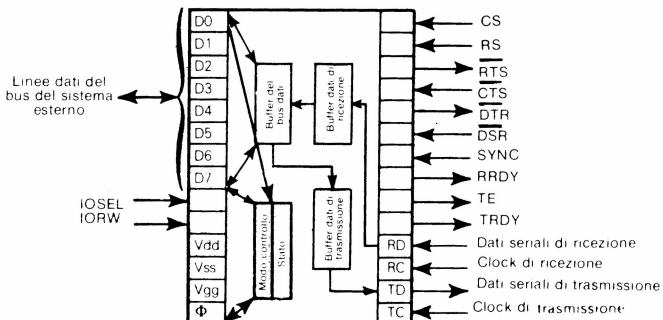 D0
D1
D2
D3
D4
D5
D6
D7
Vdd
Vss
Vgg
Φ
Linee dati del
bus del sistema
esterno
IOSEL
IORW
Buffer del
bus dati
Buffer dati di
ricezione
Modo controllo
Stato
Buffer dati di
trasmissione
RD
RC
TD
TC
CS
RS
RTS
CTS
DTR
DSR
SYNC
RRDY
TE
TRDY
Dati seriali di ricezione
Clock di ricezione
Dati seriali di trasmissione
Clock di trasmissione